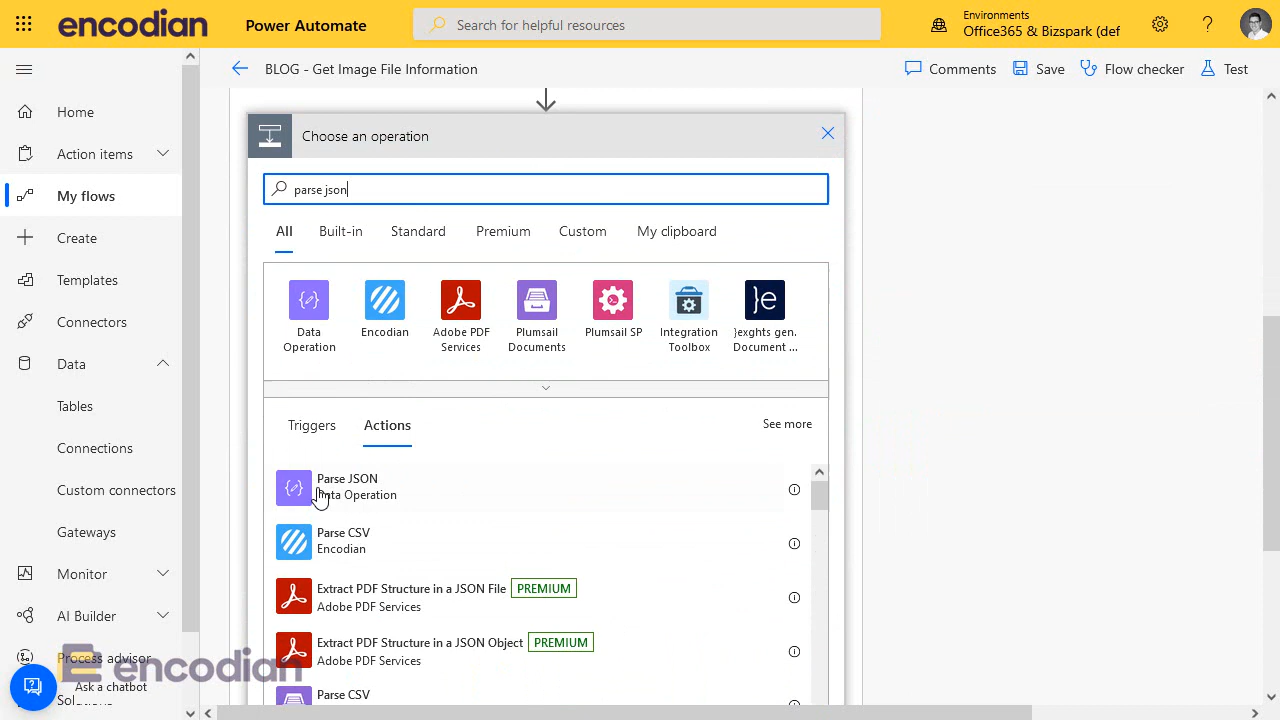 encodian
Power Automate
Search for helpful resources
Environments
Office365 & Bizspark (def
BLOG - Get Image File Information
Comments
Save
Flow checker
Test
Home
Action items
My flows
Create
Templates
Connectors
Data
Tables
Connections
Custom connectors
Gateways
Monitor
AI Builder
Process advisor
Ask a chatbot
Solutions
encodian
Choose an operation
parse json
All
Built-in
Standard
Premium
Custom
My clipboard
Data
Operation
Encodian
Adobe PDF
Services
Plumsail
Documents
Plumsail SP
Integration
Toolbox
}exghts gen.
Document ...
Triggers
Actions
See more
Parse JSON
Data Operation
Parse CSV
Encodian
Extract PDF Structure in a JSON File PREMIUM
Adobe PDF Services
Extract PDF Structure in a JSON Object PREMIUM
Adobe PDF Services
Parse CSV